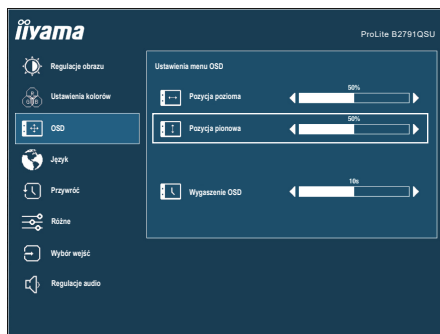 iiyama
ProLite B2791QSU
Regulacje obrazu
Ustawienia kolorów
R
G B
OSD
Język
Przywróć
Różne
Wybór wejść
Regulacje audio
Ustawienia menu OSD
Pozycja pozioma
50%
Pozycja pionowa
50%
Wygaszenie OSD
10s